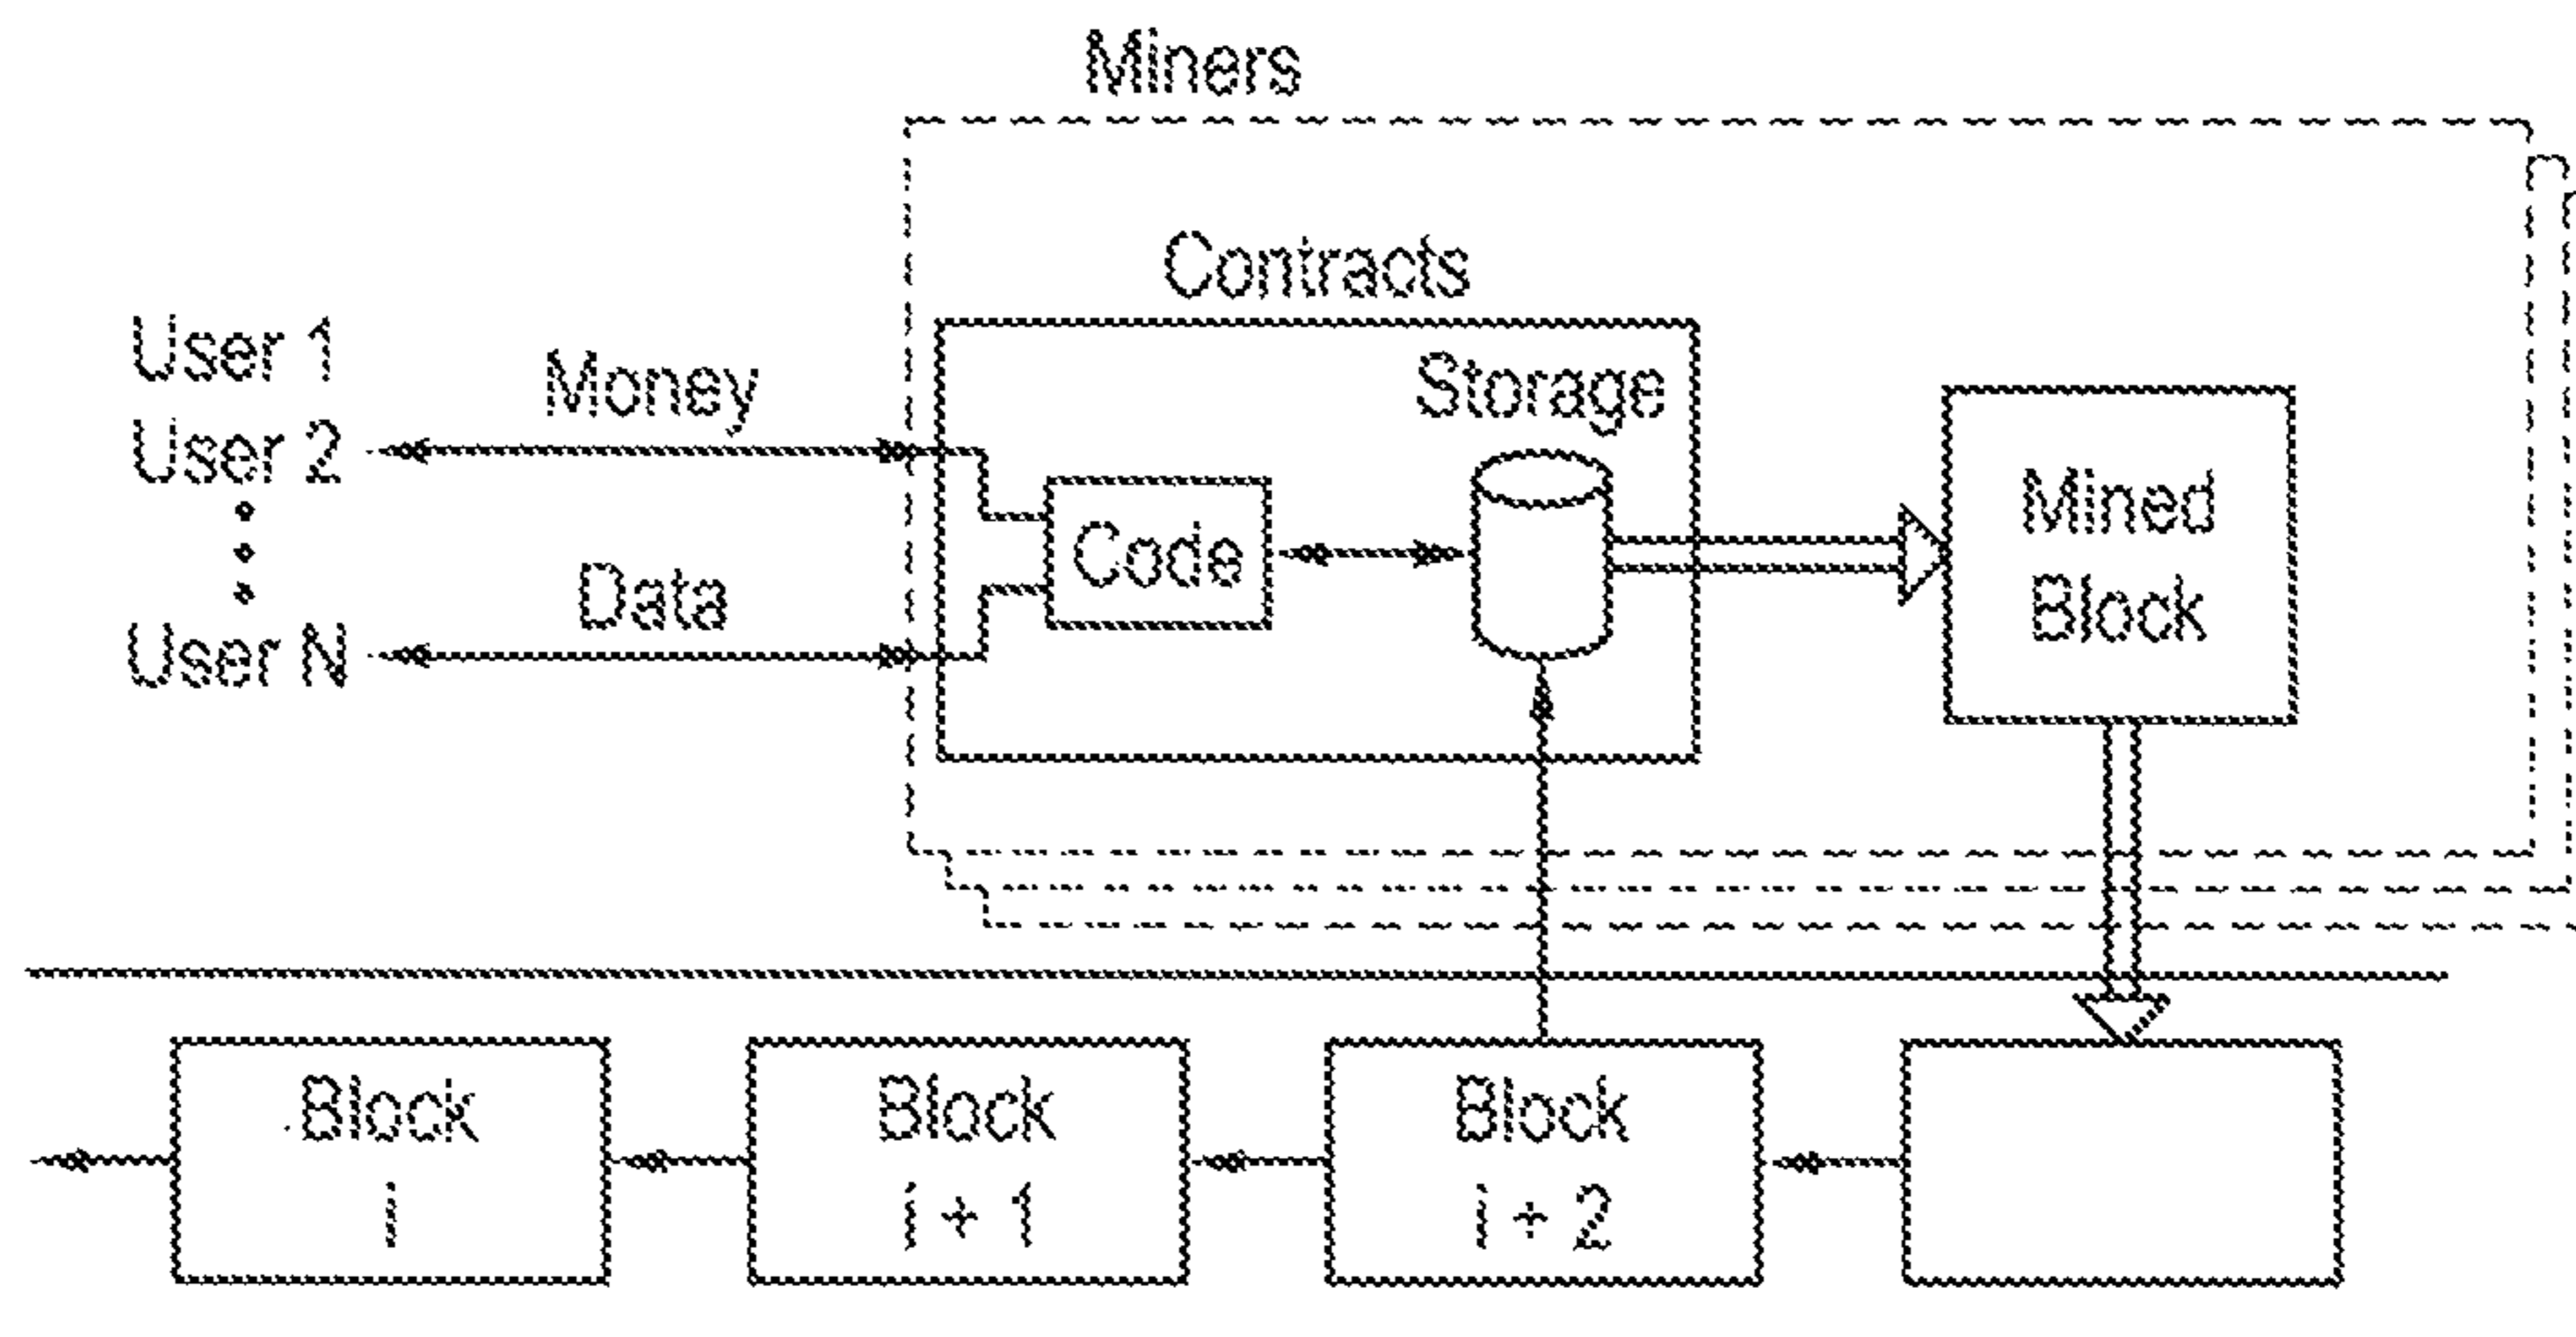 Miners
Contracts
User 1
User 2
User N
Money
Data
Storage
Code
Mined
Block
Block
i
Block
i + 1
Block
i + 2